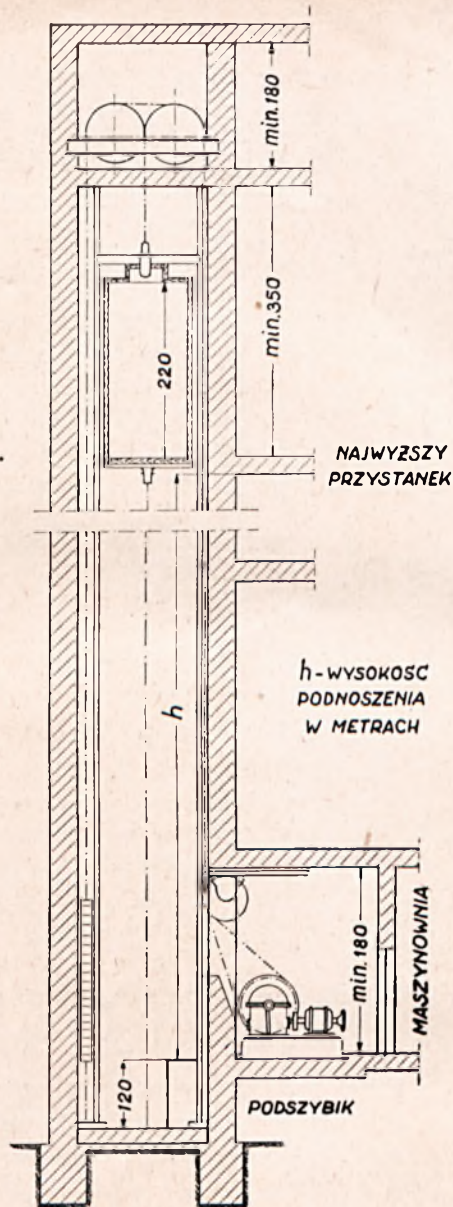 min. 180
min. 350
220
NAJWYŻSZY
PRZYSTANEK
h
h-WYSOKOŚĆ
PODNOSZENIA
W METRACH
min. 180
MASZYNOWNIA
120
PODSZYBIK